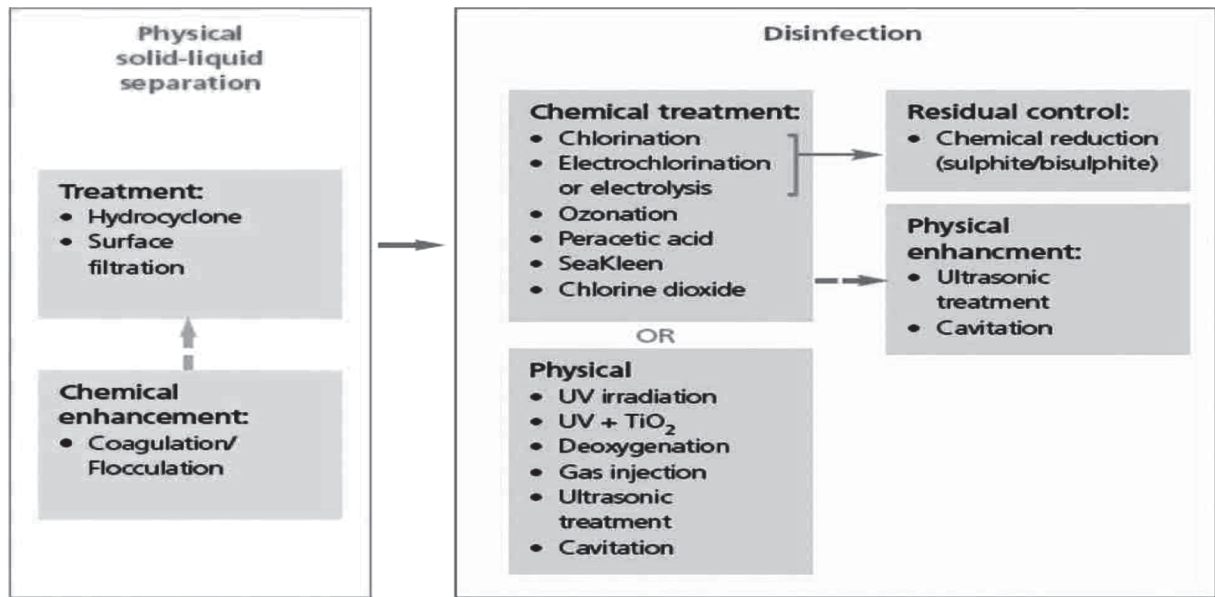 Physical
solid-liquid
separation
Treatment:
• Hydrocyclone
• Surface
filtration
Chemical
enhancement:
• Coagulation/
Flocculation
Disinfection
Chemical treatment:
• Chlorination
• Electrochlorination
or electrolysis
• Ozonation
• Peracetic acid
• SeaKleen
• Chlorine dioxide
OR
Physical
• UV irradiation
• UV + TiO₂
• Deoxygenation
• Gas injection
• Ultrasonic
treatment
• Cavitation
Residual control:
• Chemical reduction
(sulphite/bisulphite)
Physical
enhancment:
• Ultrasonic
treatment
• Cavitation